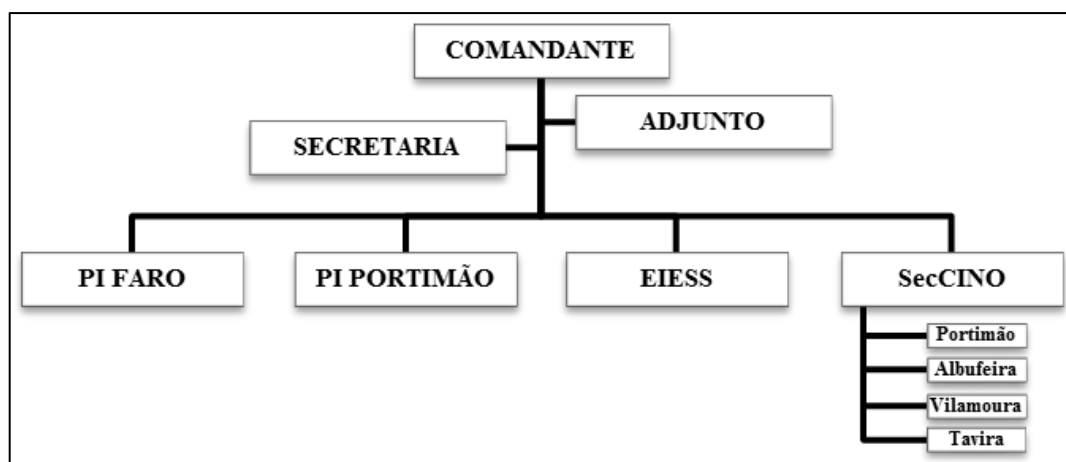 COMANDANTE
ADJUNTO
SECRETARIA
PI FARO
PI PORTIMÃO
EIESS
SecCINO
Portimão
Albufeira
Vilamoura
Tavira